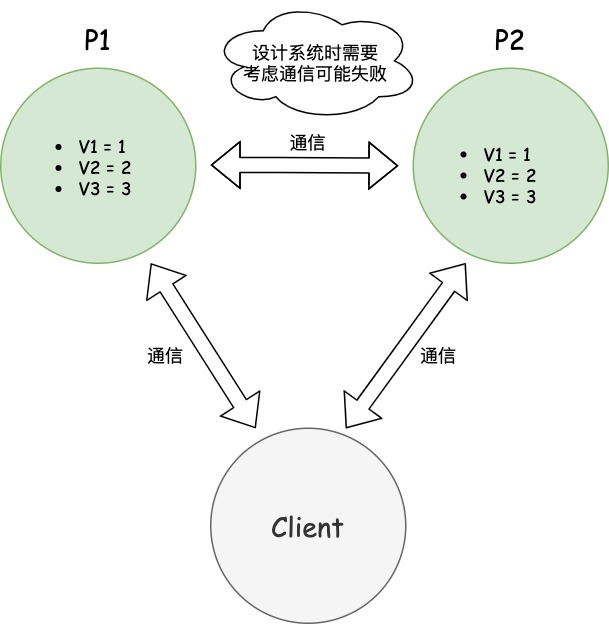 P1
P2
设计系统时需要
考虑通信可能失败
通信
• V1 = 1
• V2 = 2
• V3 = 3
• V1 = 1
• V2 = 2
• V3 = 3
通信
通信
Client